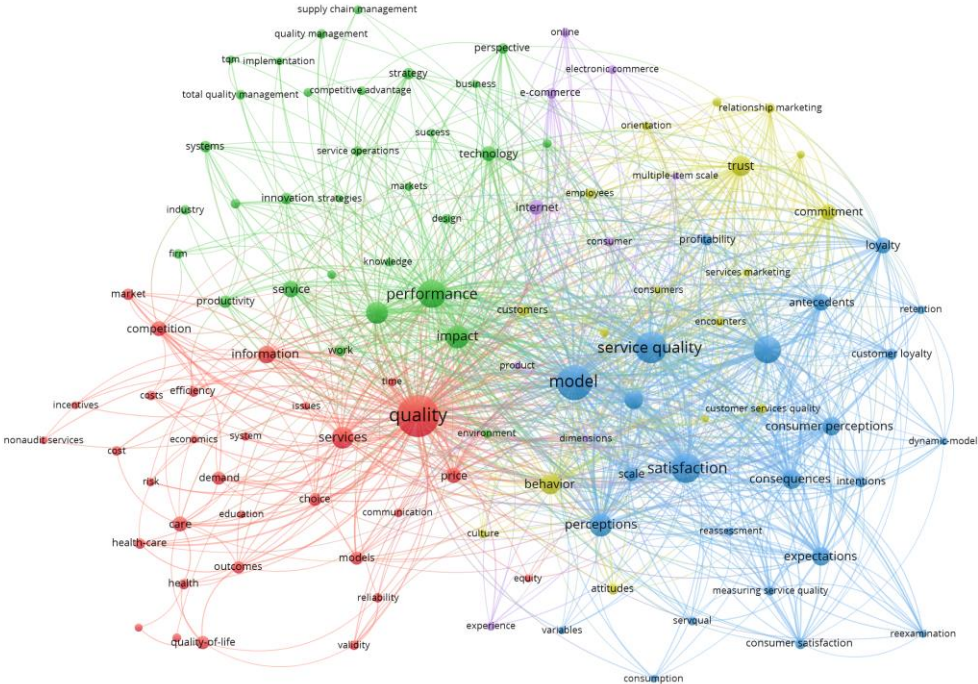 supply chain management
quality management
online
tqm
implementation
perspective
electronic commerce
strategy
business
total quality management
competitive advantage
e-commerce
relationship marketing
orientation
success
systems
service operations
technology
trust
markets
multiple-item scale
innovation
strategies
employees
industry
internet
commitment
design
firm
consumer
profitability
loyalty
knowledge
services marketing
market
service
performance
consumers
productivity
customers
antecedents
retention
competition
impact
encounters
information
work
service quality
customer loyalty
product
time
model
costs
efficiency
incentives
issues
quality
customer services quality
nonaudit services
economics
system
services
environment
dimensions
consumer perceptions
dynamic-model
cost
risk
demand
price
behavior
scale
satisfaction
consequences
intentions
choice
education
communication
care
perceptions
reassessment
culture
health-care
models
expectations
outcomes
health
equity
attitudes
measuring service quality
reliability
experience
variables
servqual
quality-of-life
validity
consumer satisfaction
reexamination
consumption